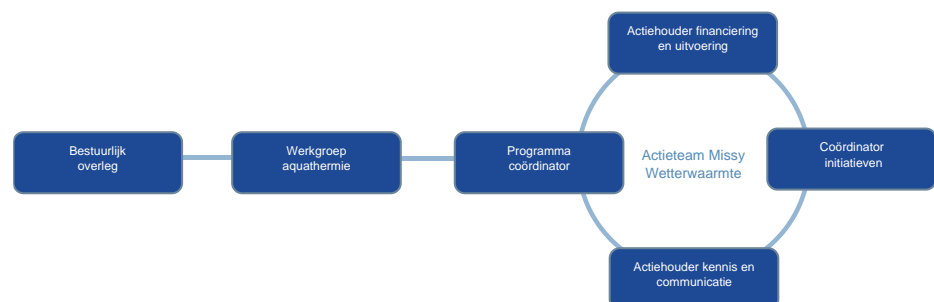 Actiehouder financiering
en uitvoering
Bestuurlijk
overleg
Werkgroep
aquathermie
Programma
coördinator
Actieteam Missy
Wetterwaarmte
Coördinator
initiatieven
Actiehouder kennis en
communicatie